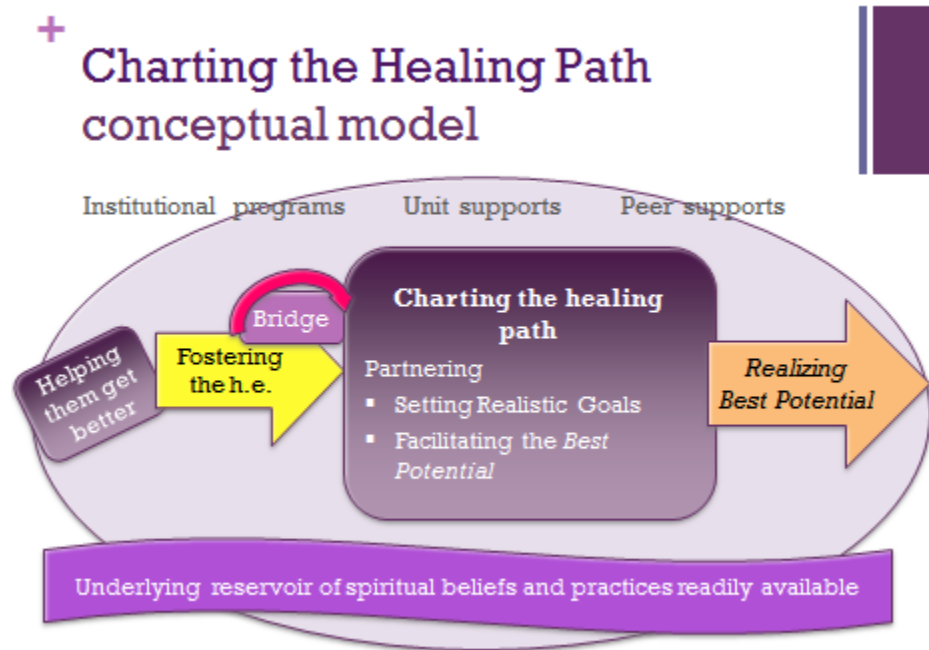 +
Charting the Healing Path
conceptual model
Institutional programs Unit supports Peer supports
Helping
them get
better
Fostering
the h.e.
Bridge
Charting the healing
path
Partnering
▪ Setting Realistic Goals
▪ Facilitating the Best
Potential
Realizing
Best Potential
Underlying reservoir of spiritual beliefs and practices readily available